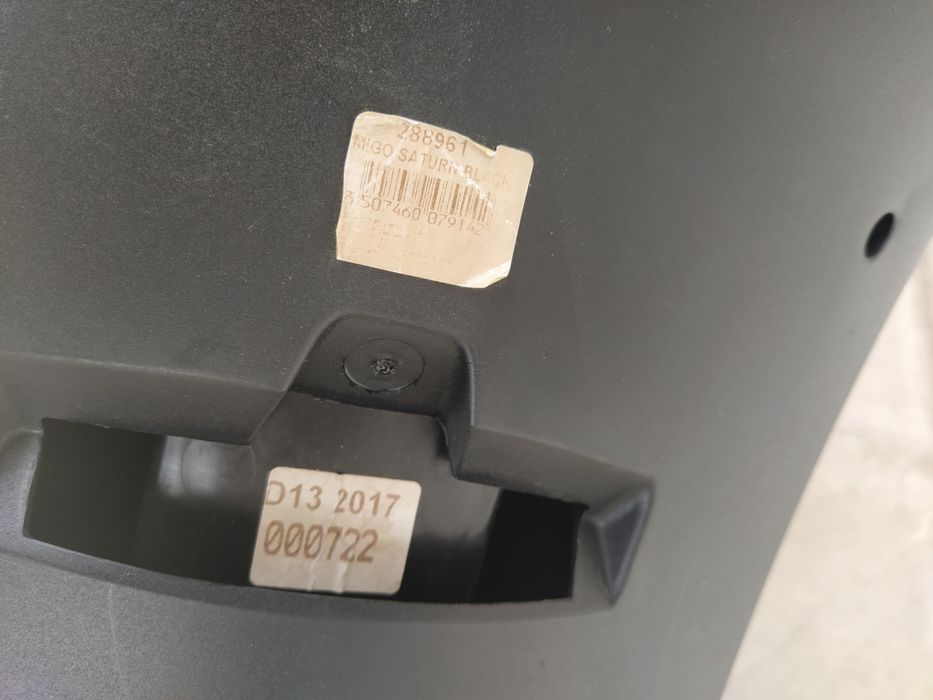 288961
MIGO SATURN BLACK
3 507460 079142
D13 2017
000722